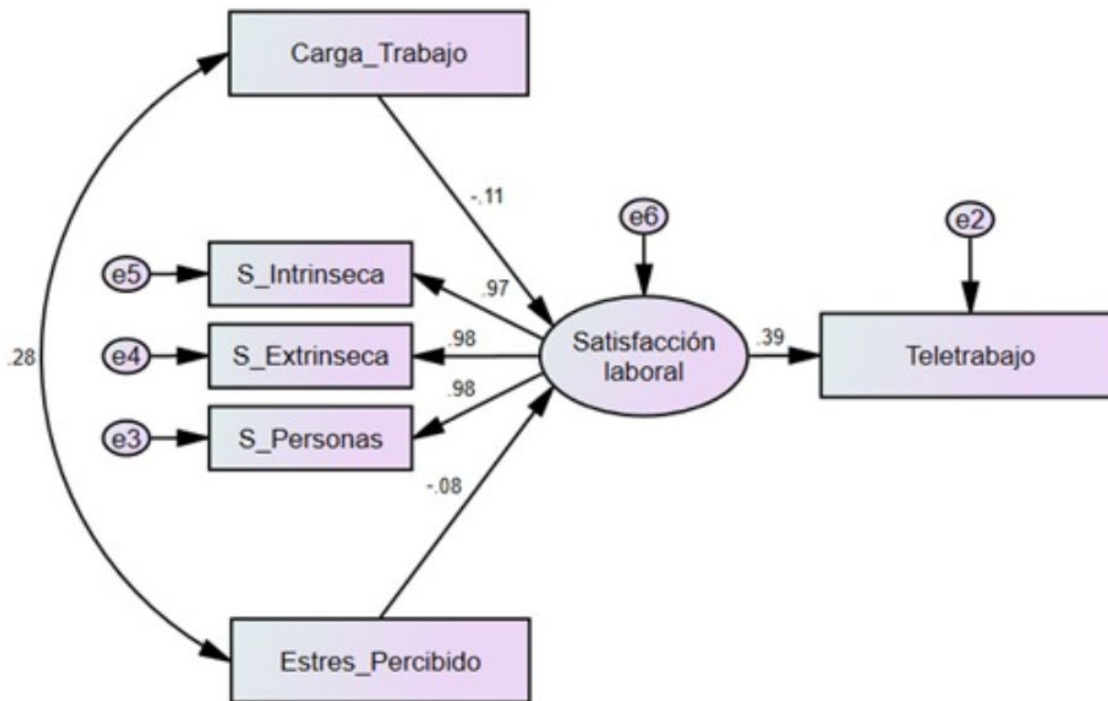 Carga_Trabajo
-.11
e6
e2
e5
S_Intrinseca
.97
Satisfacción
laboral
.39
Teletrabajo
.28
e4
S_Extrinseca
.98
e3
S_Personas
.98
-.08
Estres_Percibido